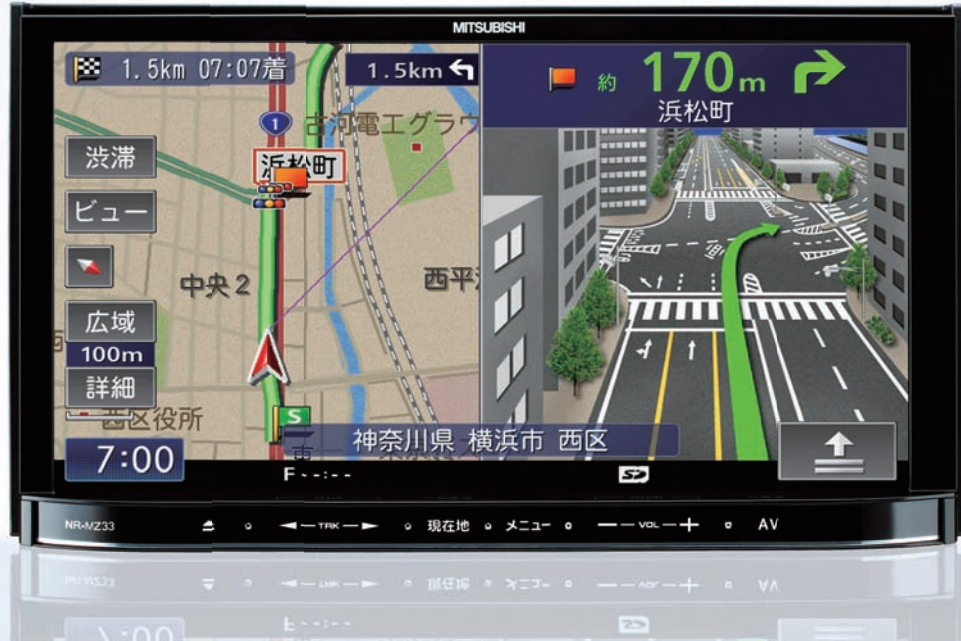 MITSUBISHI
1.5km 07:07着
1.5km
約 170m
浜松町
1
古河電工グラウ
浜松町
渋滞
ビュー
中央2
西平
広域
100m
詳細
西区役所
S
神奈川県 横浜市 西区
7:00
F--:--
SD
NR-MZ33
TRK
現在地
メニュー
VOL
AV